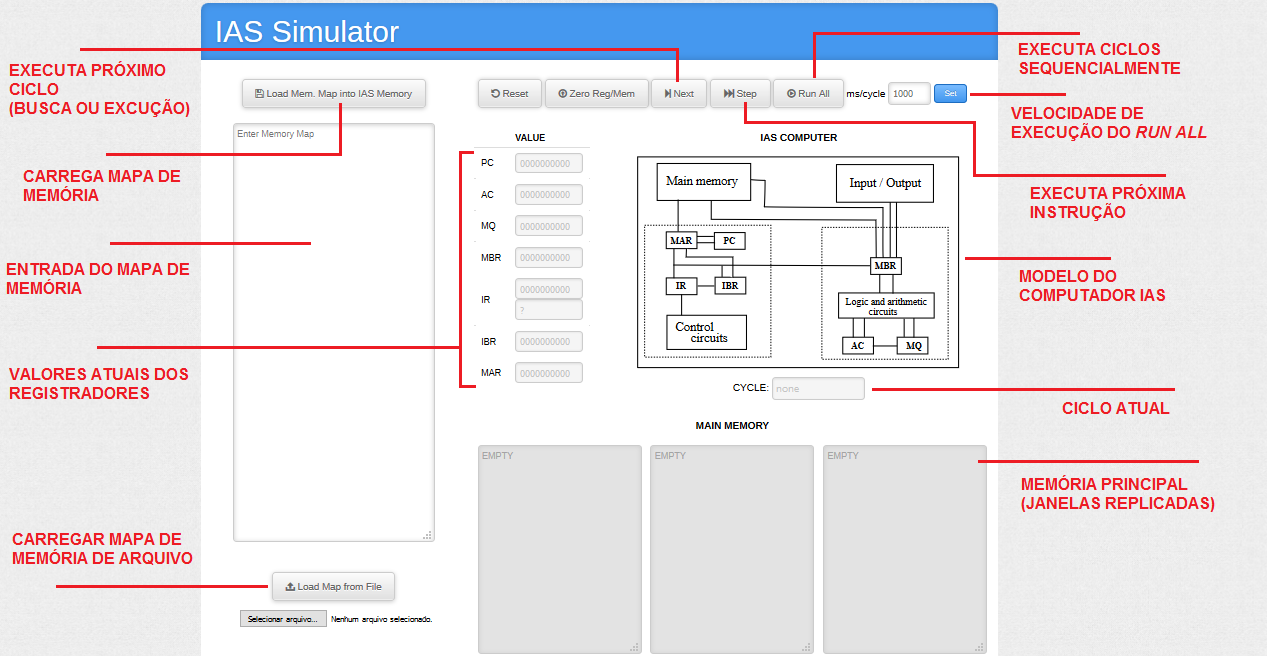 IAS Simulator
EXECUTA PRÓXIMO
CICLO
(BUSCA OU EXCUÇÃO)
EXECUTA CICLOS
SEQUENCIALMENTE
Load Mem. Map into IAS Memory
Reset
Zero Reg/Mem
Next
Step
Run All
ms/cycle
1000
Set
VELOCIDADE DE
EXECUÇÃO DO RUN ALL
Enter Memory Map
CARREGA MAPA DE
MEMÓRIA
ENTRADA DO MAPA DE
MEMÓRIA
VALORES ATUAIS DOS
REGISTRADORES
VALUE
PC 0000000000
AC 0000000000
MQ 0000000000
MBR 0000000000
IR 0000000000
?
IBR 0000000000
MAR 0000000000
IAS COMPUTER
Main memory
Input / Output
MAR
PC
MBR
IR
IBR
Logic and arithmetic
circuits
Control
circuits
AC
MQ
EXECUTA PRÓXIMA
INSTRUÇÃO
MODELO DO
COMPUTADOR IAS
CYCLE: none
CICLO ATUAL
MAIN MEMORY
EMPTY
EMPTY
EMPTY
MEMÓRIA PRINCIPAL
(JANELAS REPLICADAS)
CARREGAR MAPA DE
MEMÓRIA DE ARQUIVO
Load Map from File
Selecionar arquivo... Nenhum arquivo selecionado.